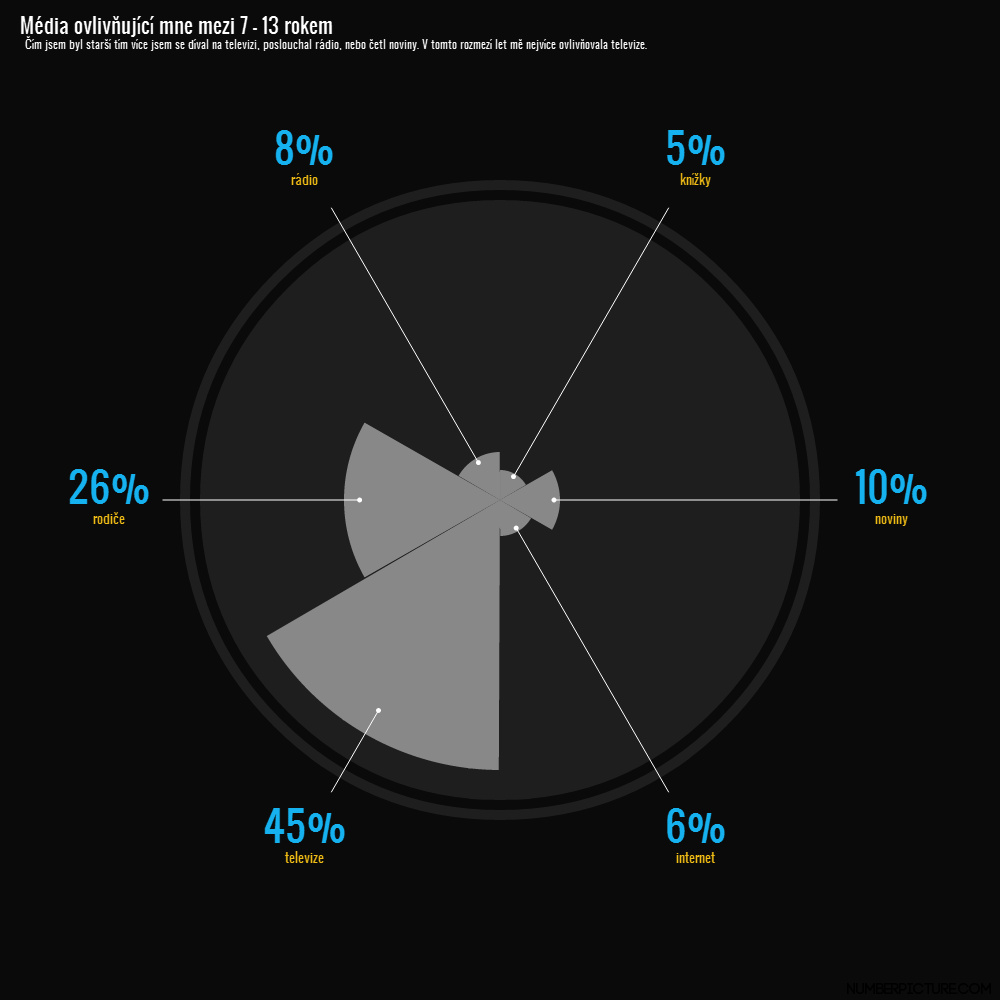 Média ovlivňující mne mezi 7 - 13 rokem
Čím jsem byl starší tím více jsem se díval na televizi, poslouchal rádio, nebo četl noviny. V tomto rozmezí let mě nejvíce ovlivňovala televize.
8%
rádio
5%
knížky
26%
rodiče
10%
noviny
45%
televize
6%
internet
NUMBERPICTURE.COM